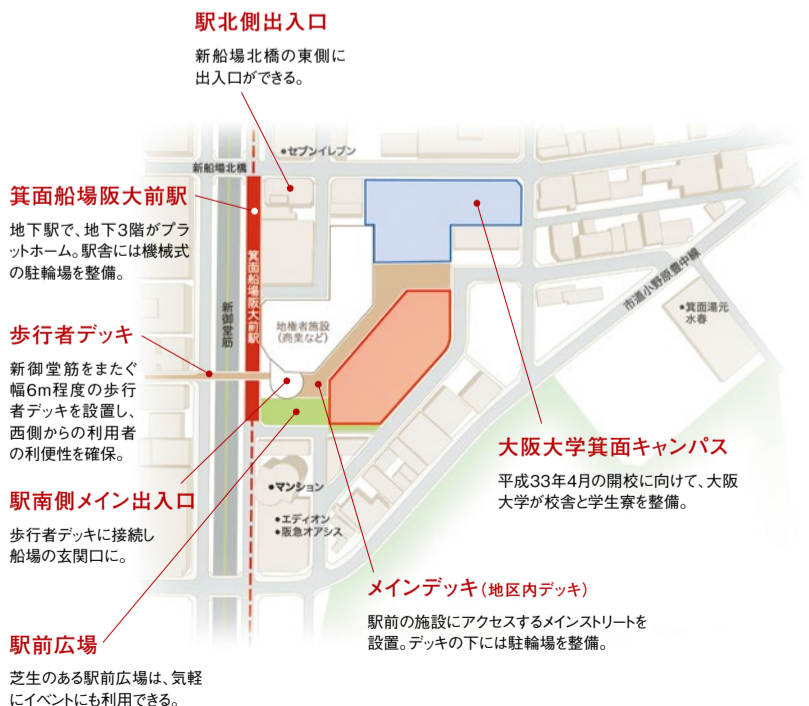 駅北側出入口
新船場北橋の東側に
出入口ができる。
•セブンイレブン
新船場北橋
箕面船場阪大前駅
地下駅で、地下3階がプラ
ットホーム。駅舎には機械式
の駐輪場を整備。
箕面船場阪大前駅
新御堂筋
地権者施設
(商業など)
市道小野原豊中線
•箕面湯元
水春
歩行者デッキ
新御堂筋をまたぐ
幅6m程度の歩行
者デッキを設置し、
西側からの利用者
の利便性を確保。
大阪大学箕面キャンパス
平成33年4月の開校に向けて、大阪
大学が校舎と学生寮を整備。
駅南側メイン出入口
歩行者デッキに接続し
船場の玄関口に。
•マンション
•エディオン
•阪急オアシス
メインデッキ(地区内デッキ)
駅前の施設にアクセスするメインストリートを
設置。デッキの下には駐輪場を整備。
駅前広場
芝生のある駅前広場は、気軽
にイベントにも利用できる。